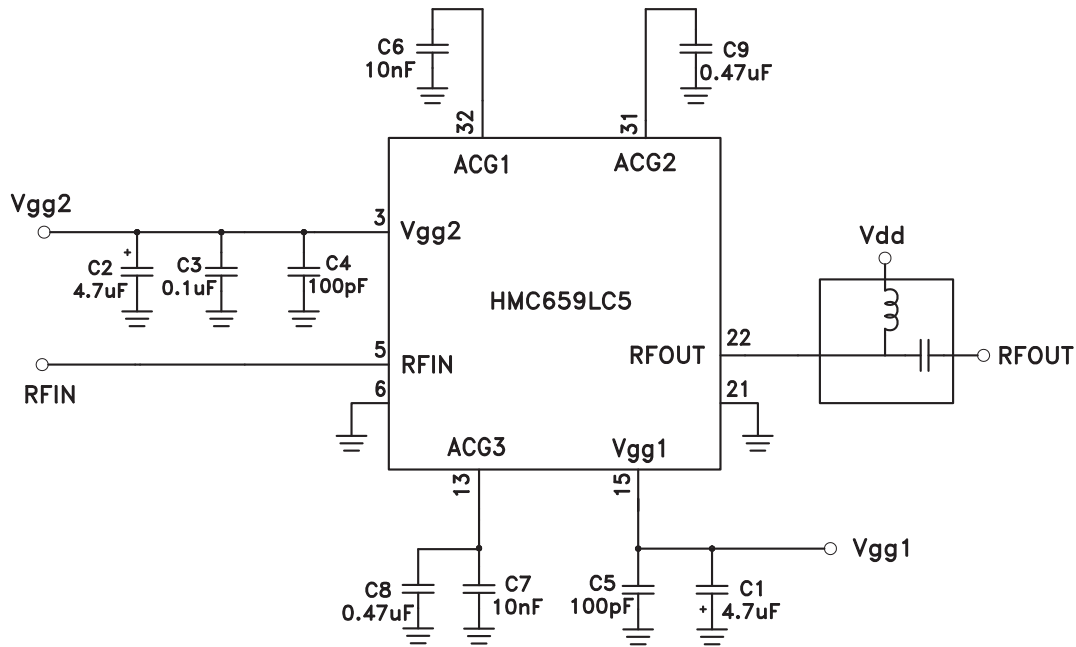 C6
10nF
C9
0.47uF
32
31
ACG1
ACG2
Vgg2
3
Vgg2
+
C2
4.7uF
C3
0.1uF
C4
100pF
HMC659LC5
Vdd
5
RFIN
RFIN
6
22
RFOUT
RFOUT
21
ACG3
Vgg1
13
15
Vgg1
C8
0.47uF
C7
10nF
C5
100pF
C1
+
4.7uF